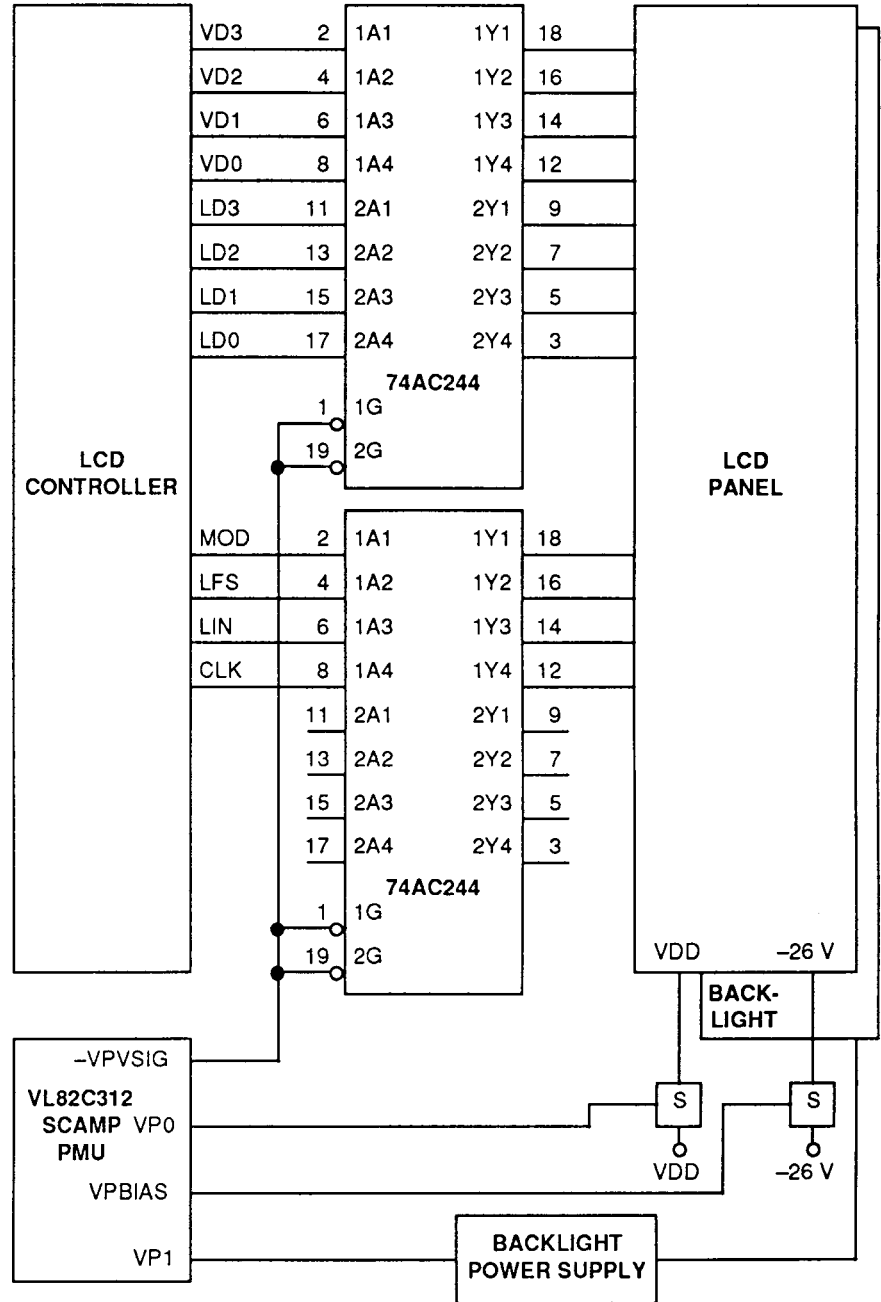 VD3 2 1A1 1Y1 18
VD2 4 1A2 1Y2 16
VD1 6 1A3 1Y3 14
VD0 8 1A4 1Y4 12
LD3 11 2A1 2Y1 9
LD2 13 2A2 2Y2 7
LD1 15 2A3 2Y3 5
LD0 17 2A4 2Y4 3
74AC244
1 1G
19 2G
LCD
CONTROLLER
LCD
PANEL
MOD 2 1A1 1Y1 18
LFS 4 1A2 1Y2 16
LIN 6 1A3 1Y3 14
CLK 8 1A4 1Y4 12
11 2A1 2Y1 9
13 2A2 2Y2 7
15 2A3 2Y3 5
17 2A4 2Y4 3
74AC244
1 1G
19 2G
VDD –26 V
BACK-
LIGHT
–VPVSIG
VL82C312
SCAMP VP0
PMU
VPBIAS
VP1
S S
VDD –26 V
BACKLIGHT
POWER SUPPLY